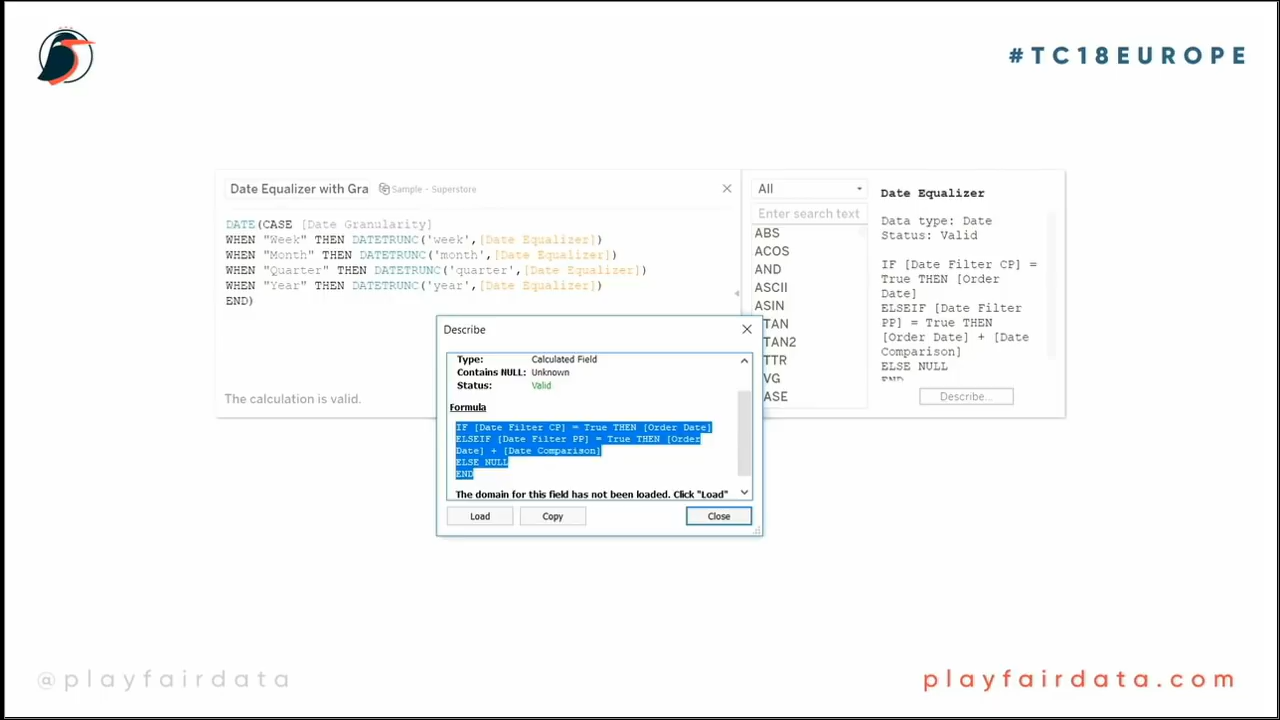 #TC18EUROPE
Date Equalizer with Gra
Sample - Superstore
DATE(CASE [Date Granularity]
WHEN "Week" THEN DATETRUNC('week',[Date Equalizer])
WHEN "Month" THEN DATETRUNC('month',[Date Equalizer])
WHEN "Quarter" THEN DATETRUNC('quarter',[Date Equalizer])
WHEN "Year" THEN DATETRUNC('year',[Date Equalizer])
END)
The calculation is valid.
All
Enter search text
ABS
ACOS
AND
ASCII
ASIN
TAN
TAN2
TTR
VG
ASE
Date Equalizer
Data type: Date
Status: Valid
IF [Date Filter CP] =
True THEN [Order
Date]
ELSEIF [Date Filter
PP] = True THEN
[Order Date] + [Date
Comparison]
ELSE NULL
END
Describe...
Describe
Type: Calculated Field
Contains NULL: Unknown
Status: Valid
Formula
IF [Date Filter CP] = True THEN [Order Date]
ELSEIF [Date Filter PP] = True THEN [Order
Date] + [Date Comparison]
ELSE NULL
END
The domain for this field has not been loaded. Click "Load"
Load
Copy
Close
@playfairdata
playfairdata.com